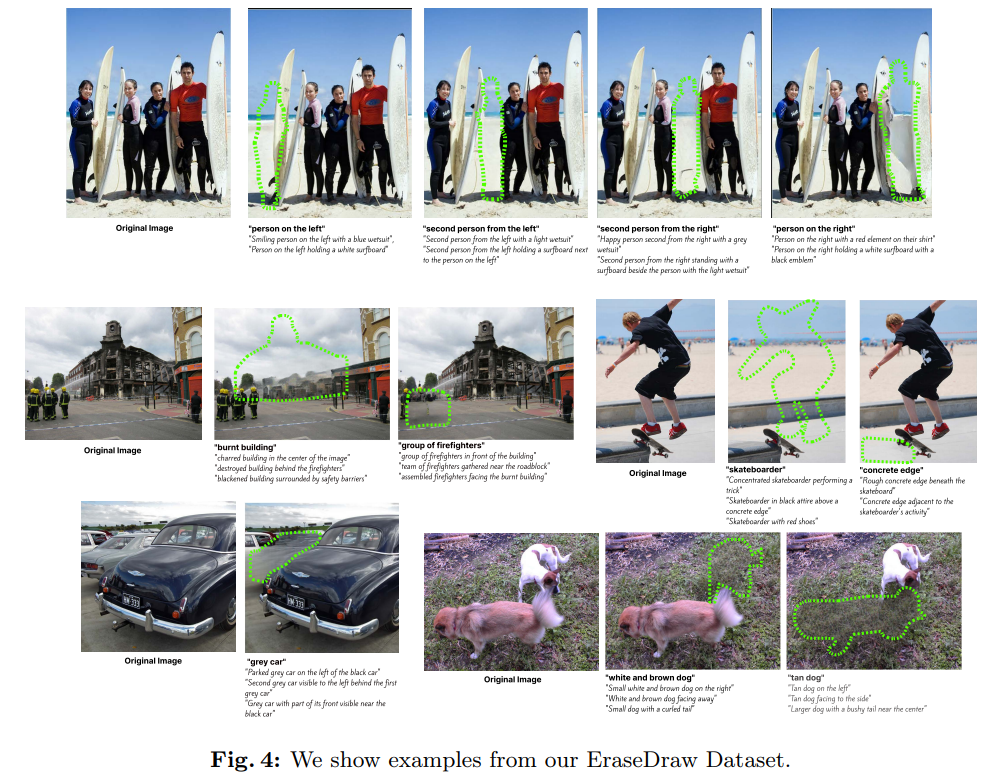 Original Image
"person on the left"
"Smiling person on the left with a blue wetsuit",
"Person on the left holding a white surfboard"
"second person from the left"
"Second person from the left with a light wetsuit"
"Second person from the left holding a surfboard next
to the person on the left"
"second person from the right"
"Happy person second from the right with a grey
wetsuit"
"Second person from the right standing with a
surfboard beside the person with the light wetsuit"
"person on the right"
"Person on the right with a red element on their shirt"
"Person on the right holding a white surfboard with a
black emblem"
Original Image
"burnt building"
"charred building in the center of the image"
"destroyed building behind the firefighters"
"blackened building surrounded by safety barriers"
"group of firefighters"
"group of firefighters in front of the building"
"team of firefighters gathered near the roadblock"
"assembled firefighters facing the burnt building"
Original Image
"skateboarder"
"Concentrated skateboarder performing a
trick"
"Skateboarder in black attire above a
concrete edge"
"Skateboarder with red shoes"
"concrete edge"
"Rough concrete edge beneath the
skateboard"
"Concrete edge adjacent to the
skateboarder's activity"
Original Image
"grey car"
"Parked grey car on the left of the black car"
"Second grey car visible to the left behind the first
grey car"
"Grey car with part of its front visible near the
black car"
Original Image
"white and brown dog"
"Small white and brown dog on the right"
"White and brown dog facing away"
"Small dog with a curled tail"
"tan dog"
"Tan dog on the left"
"Tan dog facing to the side"
"Larger dog with a bushy tail near the center"
Fig. 4: We show examples from our EraseDraw Dataset.